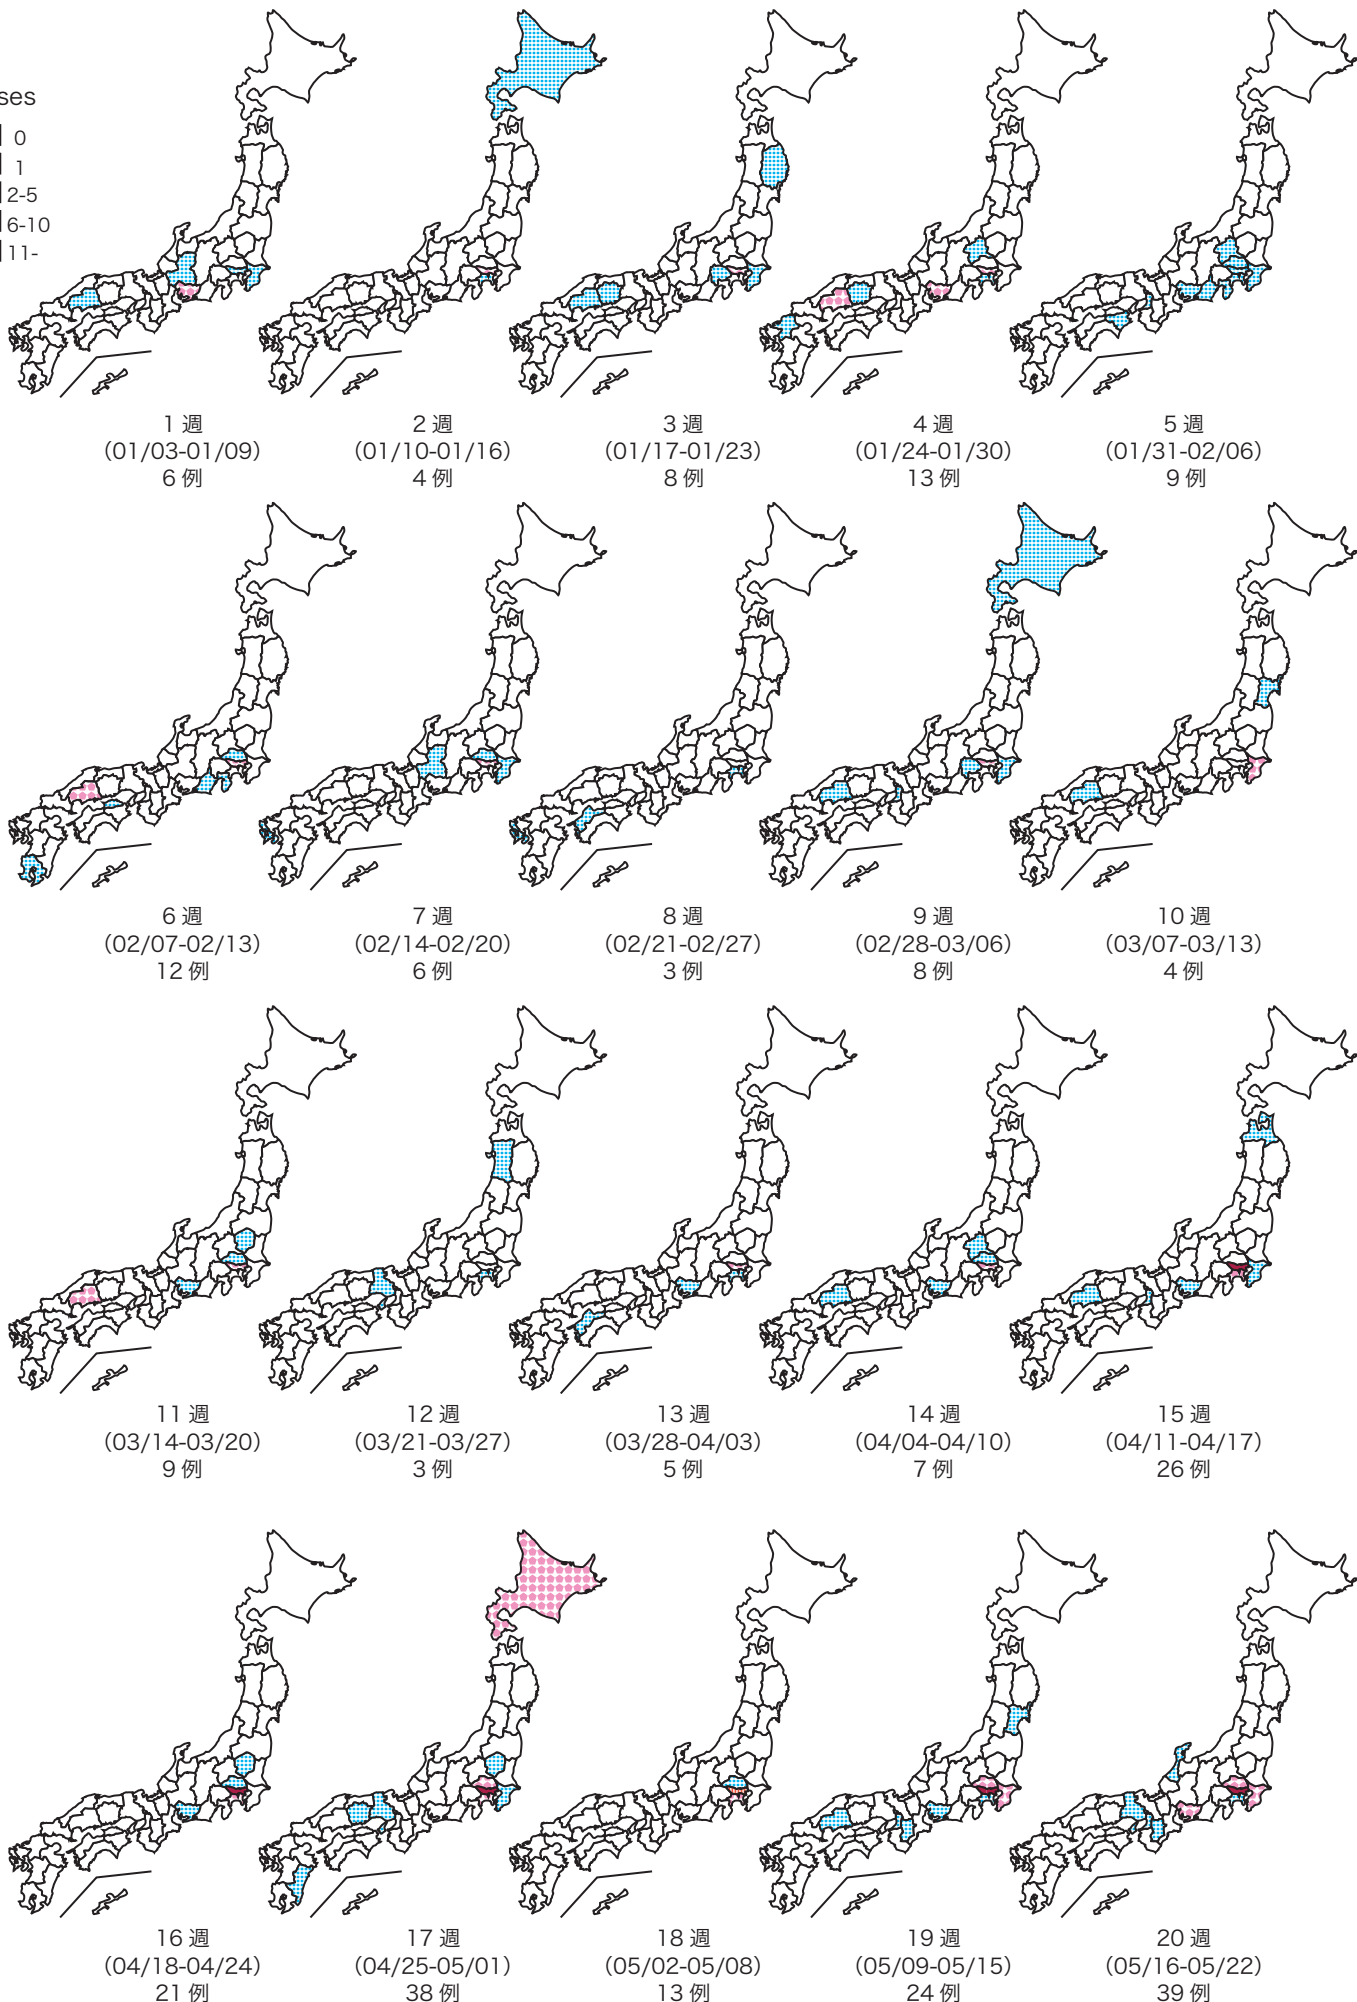 ses
0
1
2-5
6-10
11-
1 週
（01/03-01/09）
6 例
2 週
（01/10-01/16）
4 例
3 週
（01/17-01/23）
8 例
4 週
（01/24-01/30）
13 例
5 週
（01/31-02/06）
9 例
6 週
（02/07-02/13）
12 例
7 週
（02/14-02/20）
6 例
8 週
（02/21-02/27）
3 例
9 週
（02/28-03/06）
8 例
10 週
（03/07-03/13）
4 例
11 週
（03/14-03/20）
9 例
12 週
（03/21-03/27）
3 例
13 週
（03/28-04/03）
5 例
14 週
（04/04-04/10）
7 例
15 週
（04/11-04/17）
26 例
16 週
（04/18-04/24）
21 例
17 週
（04/25-05/01）
38 例
18 週
（05/02-05/08）
13 例
19 週
（05/09-05/15）
24 例
20 週
（05/16-05/22）
39 例